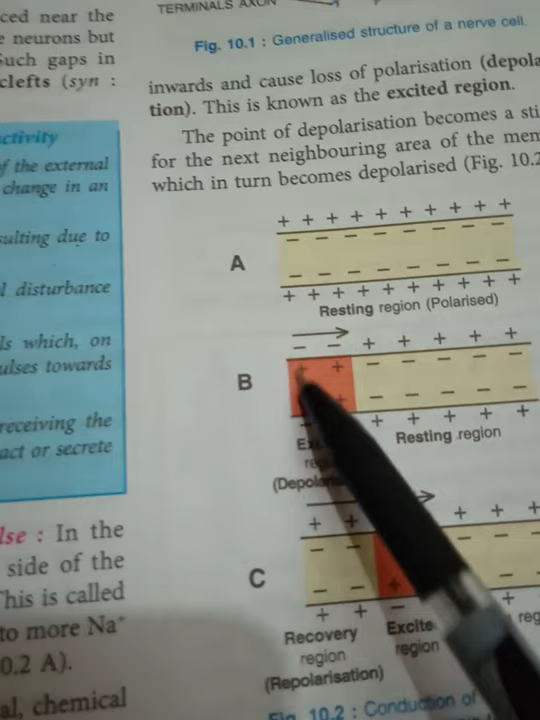 TERMINALS AXON
Fig. 10.1 : Generalised structure of a nerve cell.
ced near the
e neurons but
Such gaps in
clefts (syn :
ctivity
f the external
change in an
sulting due to
l disturbance
ls which, on
ulses towards
receiving the
act or secrete
lse : In the
side of the
This is called
to more Na⁺
0.2 A).
al, chemical
inwards and cause loss of polarisation (depola
tion). This is known as the excited region.
The point of depolarisation becomes a sti
for the next neighbouring area of the mem
which in turn becomes depolarised (Fig. 10.2
+ + + + + + + + + +
A
− − − − − − − −
− − − − − − − −
+ + + + + + + + + +
Resting region (Polarised)
− − + + + + +
B
+ + − − − − −
+ − − − − −
+ + + + +
Resting region
(Depola
+ + + + +
C
− − − − −
− − + −
+ + − +
Recovery
region
(Repolarisation)
Excite
region
reg
Fig. 10.2 : Conduction of